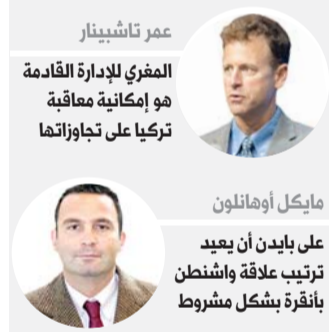 عمر تاشبينار
المغري للإدارة القادمة
هو إمكانية معاقبة
تركيا على تجاوزاتها
مايكل أوهانلون
على بايدن أن يعيد
ترتيب علاقة واشنطن
بأنقرة بشكل مشروط